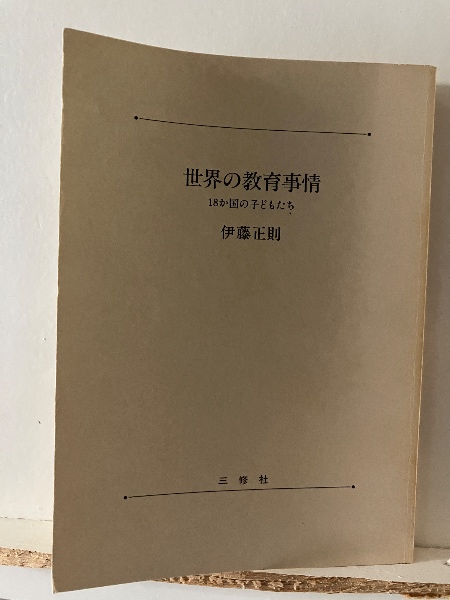 世界の教育事情
18か国の子どもたち
伊藤正則
三修社